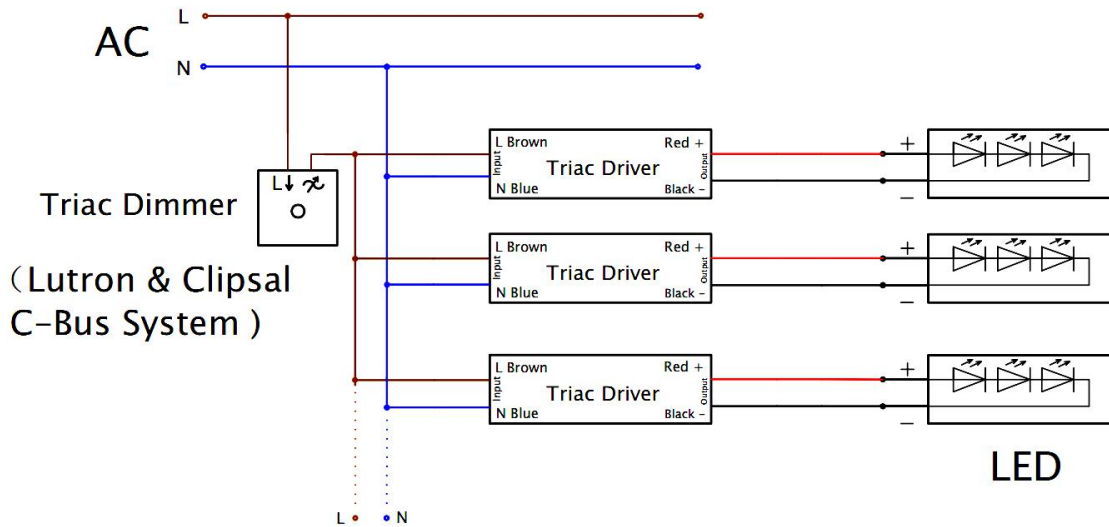 L
AC
N
L
Triac Dimmer
（Lutron & Clipsal
C-Bus System )
L Brown
Red +
Input
Triac Driver
Output
N Blue
Black -
+
−
L Brown
Red +
Input
Triac Driver
Output
N Blue
Black -
+
−
L Brown
Red +
Input
Triac Driver
Output
N Blue
Black -
+
−
LED
L
N